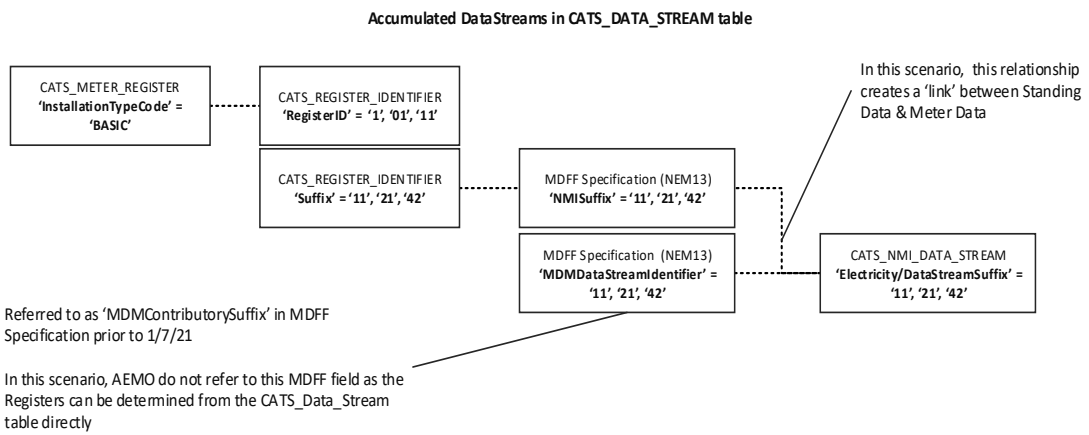 Accumulated DataStreams in CATS_DATA_STREAM table
CATS_METER_REGISTER
'InstallationTypeCode' =
'BASIC'
CATS_REGISTER_IDENTIFIER
'RegisterID' = '1', '01', '11'
In this scenario, this relationship
creates a 'link' between Standing
Data & Meter Data
CATS_REGISTER_IDENTIFIER
'Suffix' = '11', '21', '42'
MDFF Specification (NEM13)
'NMISuffix' = '11', '21', '42'
MDFF Specification (NEM13)
'MDMDataStreamIdentifier' =
'11', '21', '42'
CATS_NMI_DATA_STREAM
'Electricity/DataStreamSuffix' =
'11', '21', '42'
Referred to as 'MDMContributorySuffix' in MDFF
Specification prior to 1/7/21
In this scenario, AEMO do not refer to this MDFF field as the
Registers can be determined from the CATS_Data_Stream
table directly